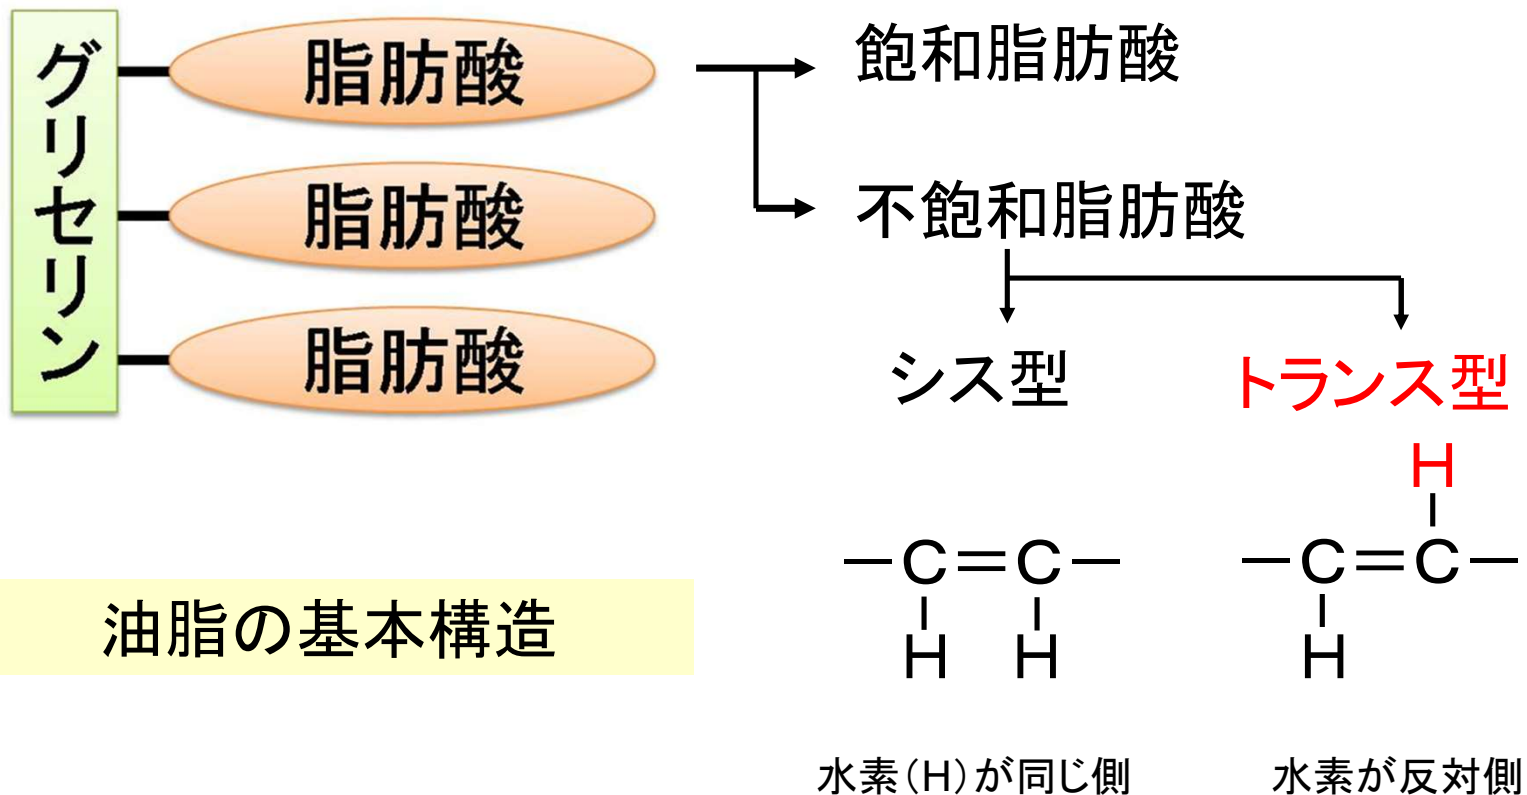 グリセリン
脂肪酸
脂肪酸
脂肪酸
飽和脂肪酸
不飽和脂肪酸
シス型
トランス型
H
―C=C―
H H
―C=C―
H
油脂の基本構造
水素(H)が同じ側
水素が反対側